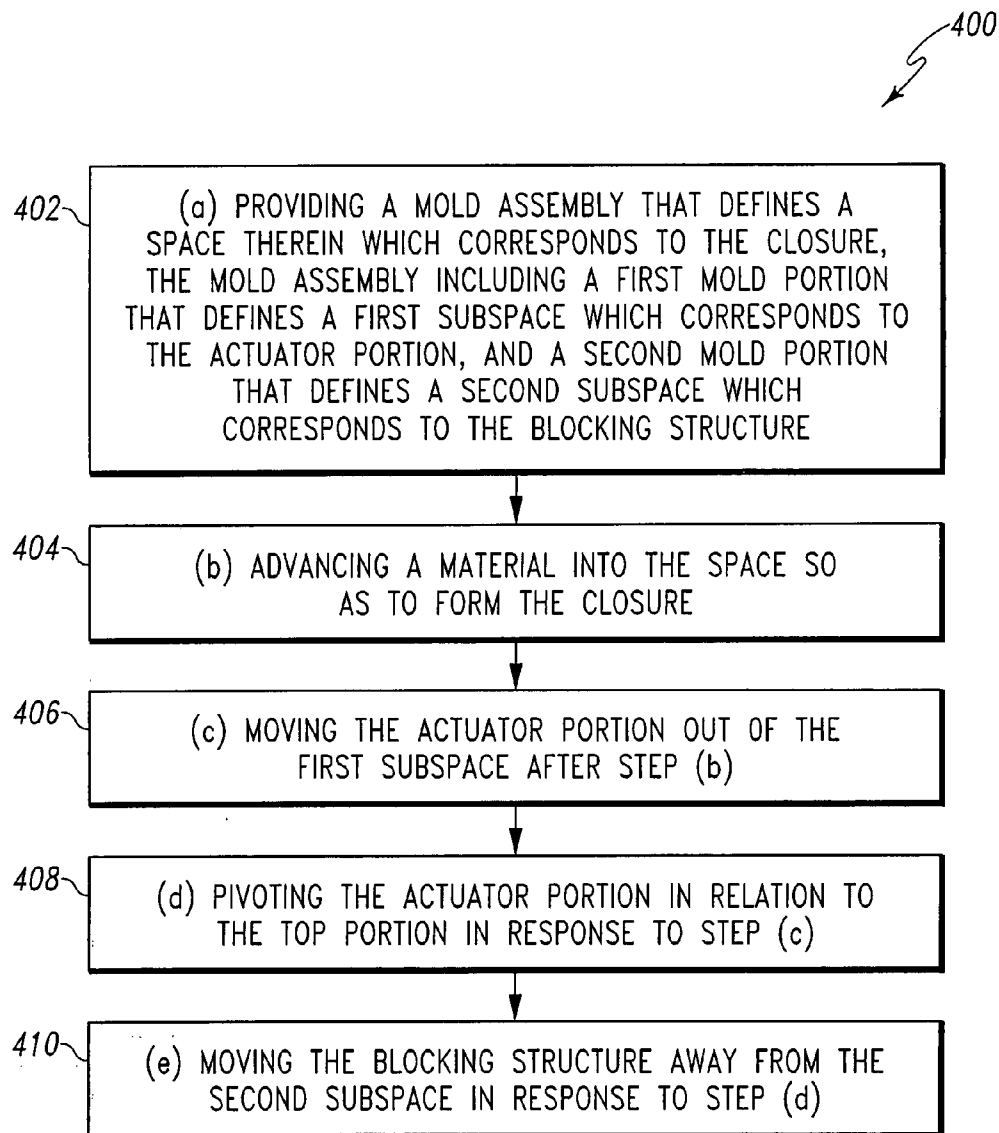 400
402
(a) PROVIDING A MOLD ASSEMBLY THAT DEFINES A
SPACE THEREIN WHICH CORRESPONDS TO THE CLOSURE,
THE MOLD ASSEMBLY INCLUDING A FIRST MOLD PORTION
THAT DEFINES A FIRST SUBSPACE WHICH CORRESPONDS TO
THE ACTUATOR PORTION, AND A SECOND MOLD PORTION
THAT DEFINES A SECOND SUBSPACE WHICH
CORRESPONDS TO THE BLOCKING STRUCTURE
404
(b) ADVANCING A MATERIAL INTO THE SPACE SO
AS TO FORM THE CLOSURE
406
(c) MOVING THE ACTUATOR PORTION OUT OF THE
FIRST SUBSPACE AFTER STEP (b)
408
(d) PIVOTING THE ACTUATOR PORTION IN RELATION TO
THE TOP PORTION IN RESPONSE TO STEP (c)
410
(e) MOVING THE BLOCKING STRUCTURE AWAY FROM THE
SECOND SUBSPACE IN RESPONSE TO STEP (d)